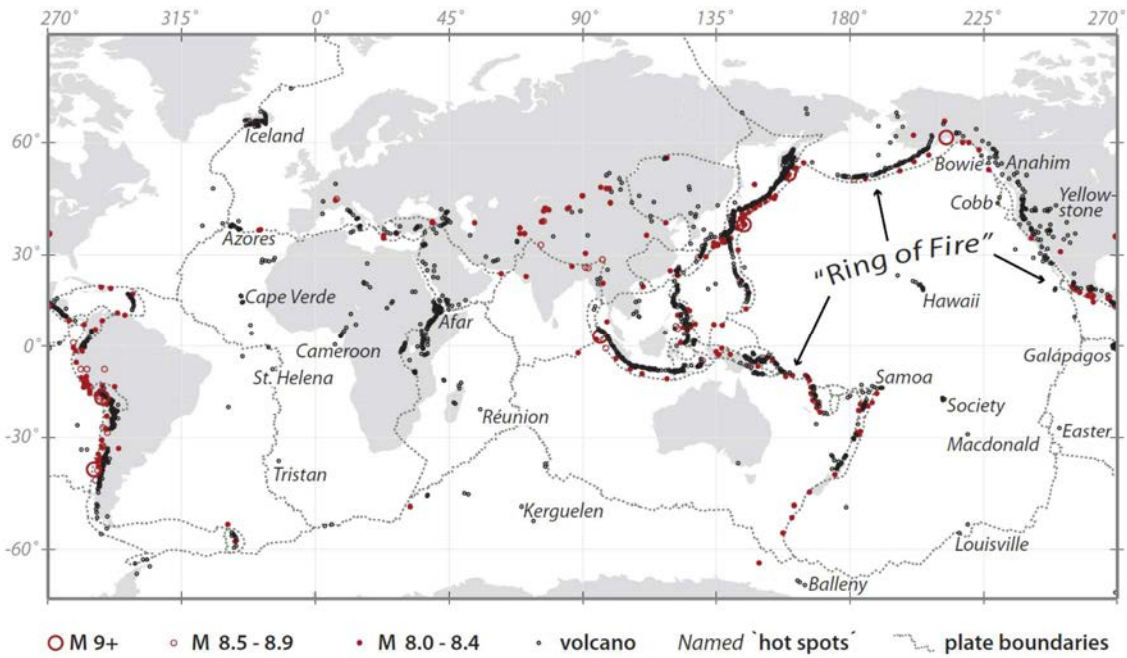 270° 315° 0° 45° 90° 135° 180° 225° 270°
60°
30°
0°
-30°
-60°
Iceland
Azores
Cape Verde
Cameroon
St. Helena
Tristan
Afar
Réunion
Kerguelen
Bowie
Anahim
Cobb
Yellow-
stone
"Ring of Fire"
Hawaii
Galápagos
Samoa
Society
Macdonald
Easter
Louisville
Balleny
M 9+ M 8.5 - 8.9 M 8.0 - 8.4 volcano Named `hot spots´ plate boundaries